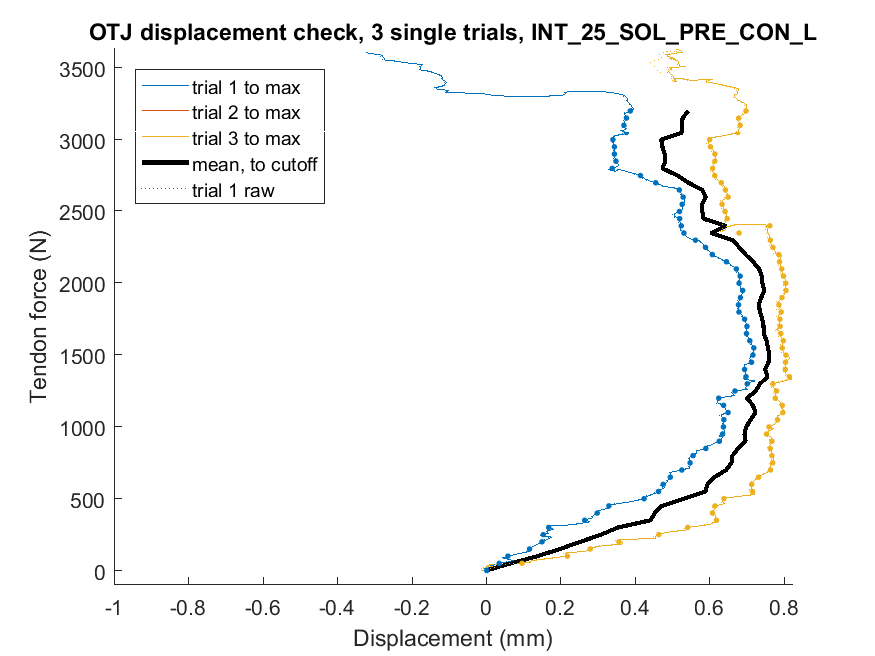 OTJ displacement check, 3 single trials, INT_25_SOL_PRE_CON_L
trial 1 to max
trial 2 to max
trial 3 to max
mean, to cutoff
trial 1 raw
Tendon force (N)
3500
3000
2500
2000
1500
1000
500
0
-1 -0.8 -0.6 -0.4 -0.2 0 0.2 0.4 0.6 0.8
Displacement (mm)